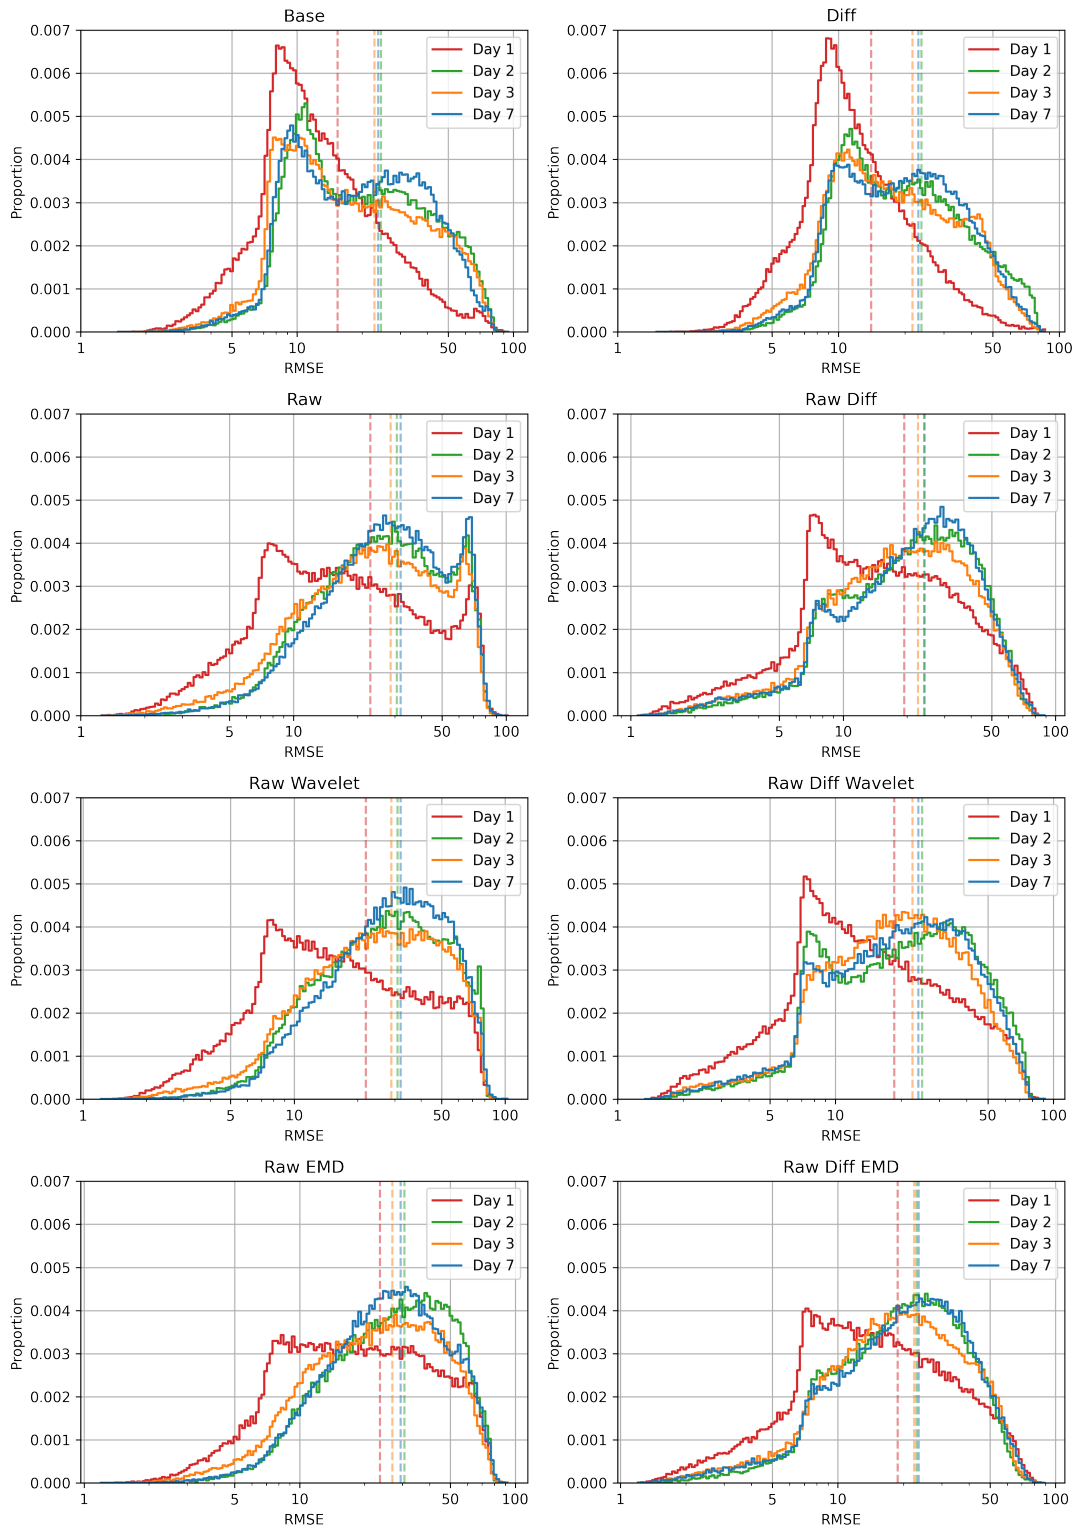 Base
0.007
0.006
0.005
0.004
0.003
0.002
0.001
0.000
Proportion
1
5
10
50
100
RMSE
Day 1
Day 2
Day 3
Day 7
Diff
0.007
0.006
0.005
0.004
0.003
0.002
0.001
0.000
Proportion
1
5
10
50
100
RMSE
Day 1
Day 2
Day 3
Day 7
Raw
0.007
0.006
0.005
0.004
0.003
0.002
0.001
0.000
Proportion
1
5
10
50
100
RMSE
Day 1
Day 2
Day 3
Day 7
Raw Diff
0.007
0.006
0.005
0.004
0.003
0.002
0.001
0.000
Proportion
1
5
10
50
100
RMSE
Day 1
Day 2
Day 3
Day 7
Raw Wavelet
0.007
0.006
0.005
0.004
0.003
0.002
0.001
0.000
Proportion
1
5
10
50
100
RMSE
Day 1
Day 2
Day 3
Day 7
Raw Diff Wavelet
0.007
0.006
0.005
0.004
0.003
0.002
0.001
0.000
Proportion
1
5
10
50
100
RMSE
Day 1
Day 2
Day 3
Day 7
Raw EMD
0.007
0.006
0.005
0.004
0.003
0.002
0.001
0.000
Proportion
1
5
10
50
100
RMSE
Day 1
Day 2
Day 3
Day 7
Raw Diff EMD
0.007
0.006
0.005
0.004
0.003
0.002
0.001
0.000
Proportion
1
5
10
50
100
RMSE
Day 1
Day 2
Day 3
Day 7